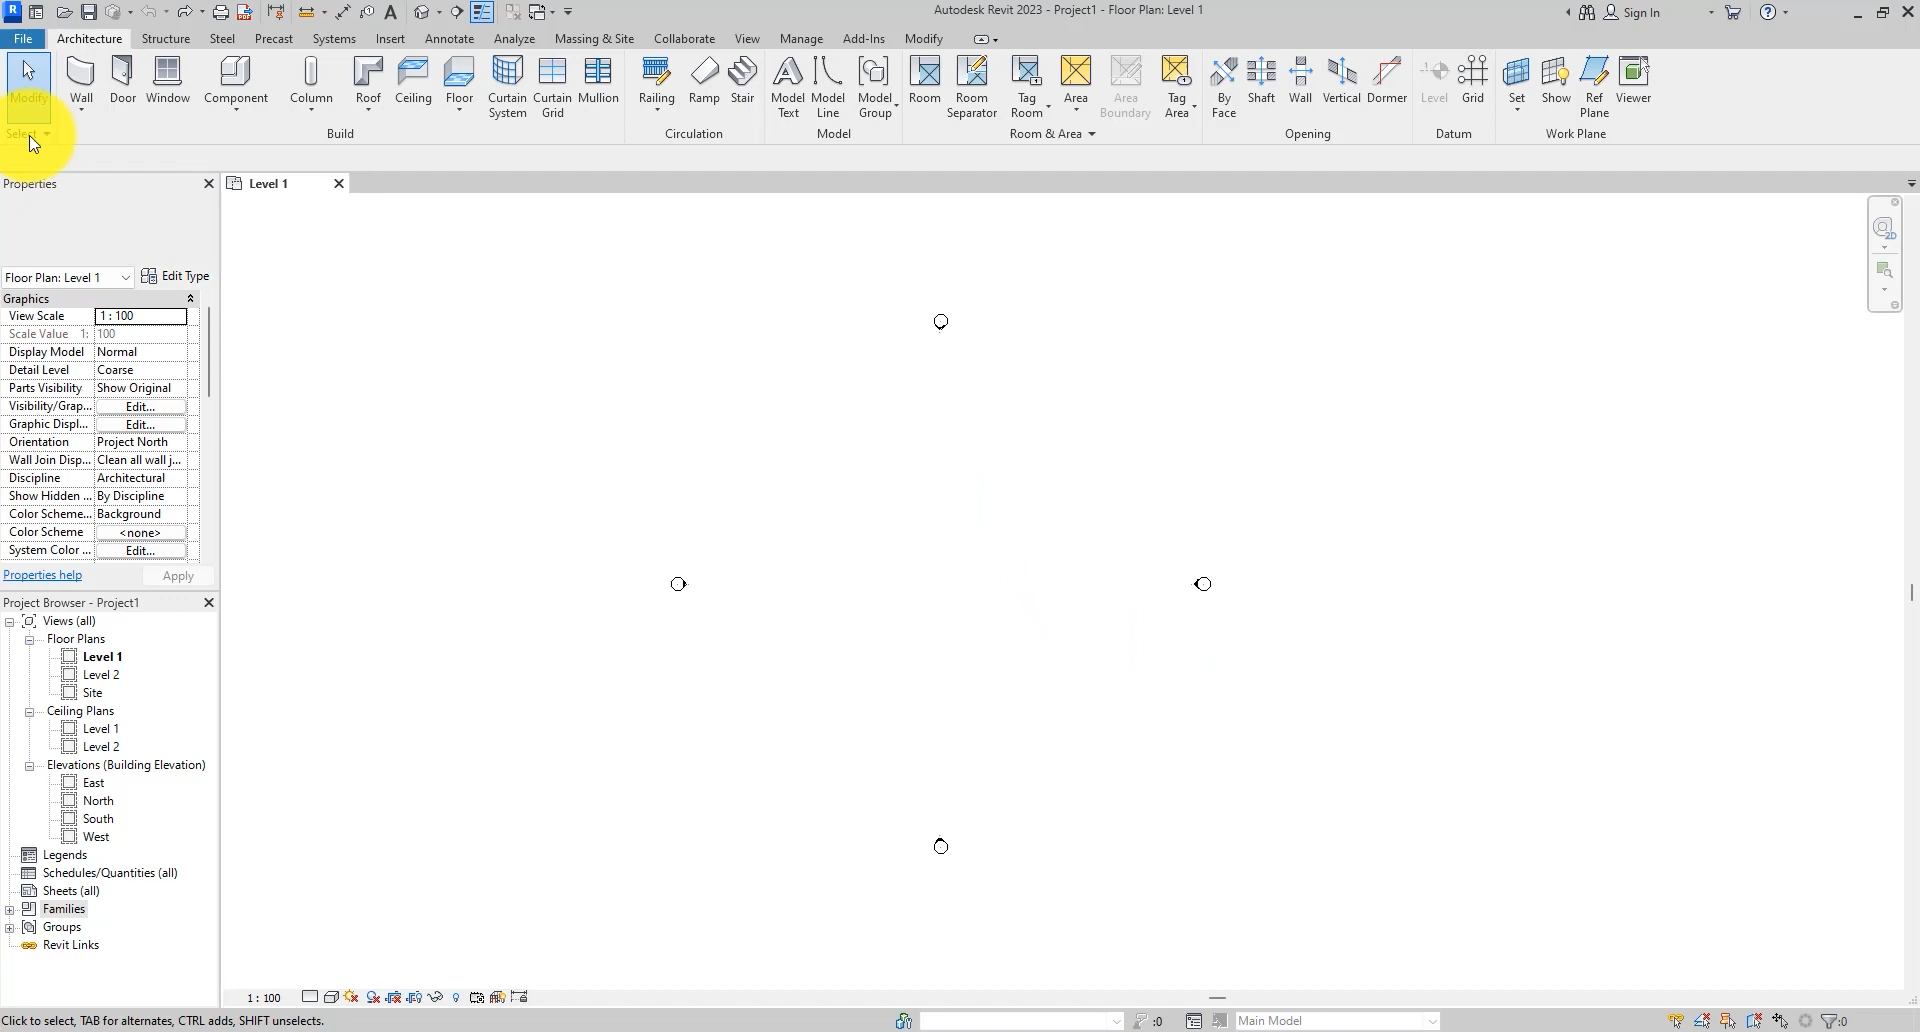 Autodesk Revit 2023 - Project1 - Floor Plan: Level 1
Sign In
File Architecture Structure Steel Precast Systems Insert Annotate Analyze Massing & Site Collaborate View Manage Add-Ins Modify
Modify
Wall
Door
Window
Component
Column
Roof
Ceiling
Floor
Curtain System
Curtain Grid
Mullion
Railing
Ramp
Stair
Model Text
Model Line
Model Group
Room
Room Separator
Tag Room
Area
Area Boundary
Tag Area
By Face
Shaft
Wall
Vertical
Dormer
Level
Grid
Set
Show
Ref Plane
Viewer
Select Build Circulation Model Room & Area Opening Datum Work Plane
Properties
Level 1
2D
Floor Plan: Level 1 Edit Type
Graphics
View Scale 1 : 100
Scale Value 1: 100
Display Model Normal
Detail Level Coarse
Parts Visibility Show Original
Visibility/Grap... Edit...
Graphic Displ... Edit...
Orientation Project North
Wall Join Disp... Clean all wall j...
Discipline Architectural
Show Hidden ... By Discipline
Color Scheme... Background
Color Scheme <none>
System Color ... Edit...
Properties help Apply
Project Browser - Project1
Views (all)
Floor Plans
Level 1
Level 2
Site
Ceiling Plans
Level 1
Level 2
Elevations (Building Elevation)
East
North
South
West
Legends
Schedules/Quantities (all)
Sheets (all)
Families
Groups
Revit Links
1 : 100
Click to select, TAB for alternates, CTRL adds, SHIFT unselects.
:0
Main Model
:0